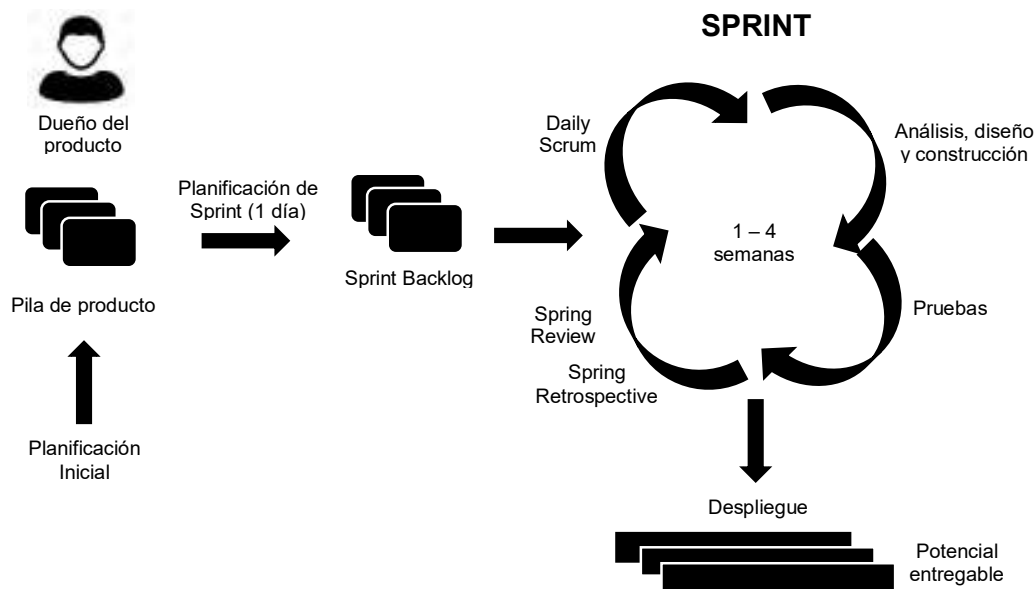 SPRINT
Dueño del
producto
Daily
Scrum
Análisis, diseño
y construcción
Planificación de
Sprint (1 día)
1 – 4
semanas
Sprint Backlog
Pila de producto
Spring
Review
Pruebas
Spring
Retrospective
Planificación
Inicial
Despliegue
Potencial
entregable